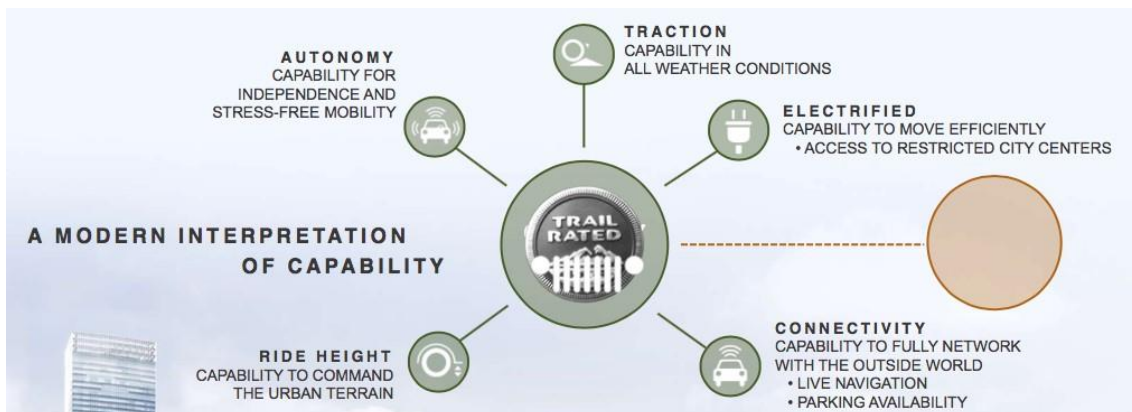 TRACTION
CAPABILITY IN
ALL WEATHER CONDITIONS
AUTONOMY
CAPABILITY FOR
INDEPENDENCE AND
STRESS-FREE MOBILITY
ELECTRIFIED
CAPABILITY TO MOVE EFFICIENTLY
• ACCESS TO RESTRICTED CITY CENTERS
TRAIL
RATED
A MODERN INTERPRETATION
OF CAPABILITY
RIDE HEIGHT
CAPABILITY TO COMMAND
THE URBAN TERRAIN
CONNECTIVITY
CAPABILITY TO FULLY NETWORK
WITH THE OUTSIDE WORLD
• LIVE NAVIGATION
• PARKING AVAILABILITY